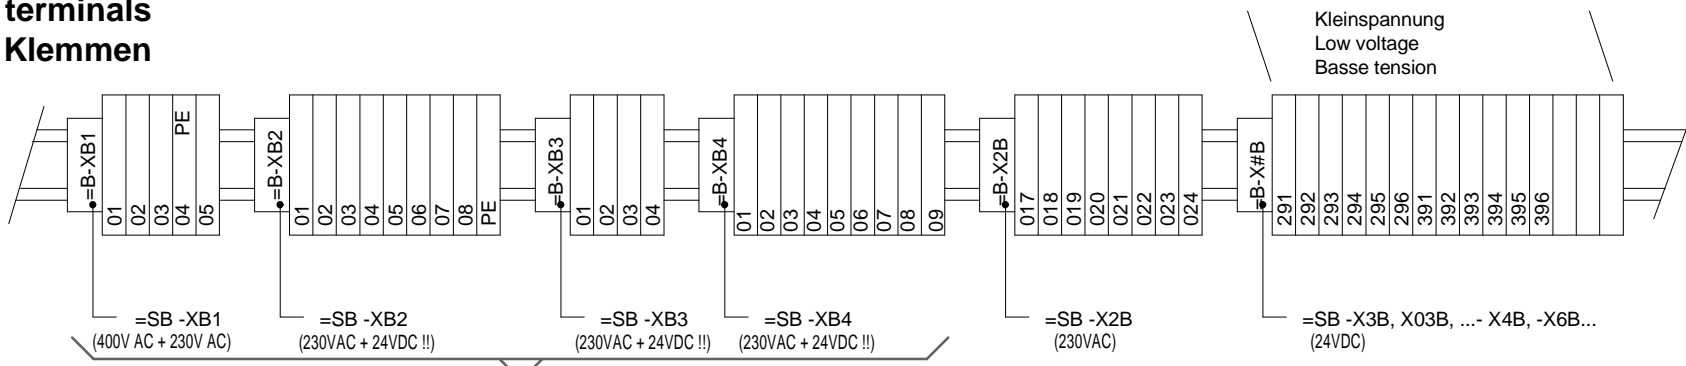 terminals
Klemmen
Kleinspannung
Low voltage
Basse tension
=B-XB1
01
02
03
04
PE
05
=B-XB2
01
02
03
04
05
06
07
08
PE
=B-XB3
01
02
03
04
=B-XB4
01
02
03
04
05
06
07
08
09
=B-X2B
017
018
019
020
021
022
023
024
=B-X#B
291
292
293
294
295
296
391
392
393
394
395
396
=SB -XB1
(400V AC + 230V AC)
=SB -XB2
(230VAC + 24VDC !!)
=SB -XB3
(230VAC + 24VDC !!)
=SB -XB4
(230VAC + 24VDC !!)
=SB -X2B
(230VAC)
=SB -X3B, X03B, ...- X4B, -X6B...
(24VDC)